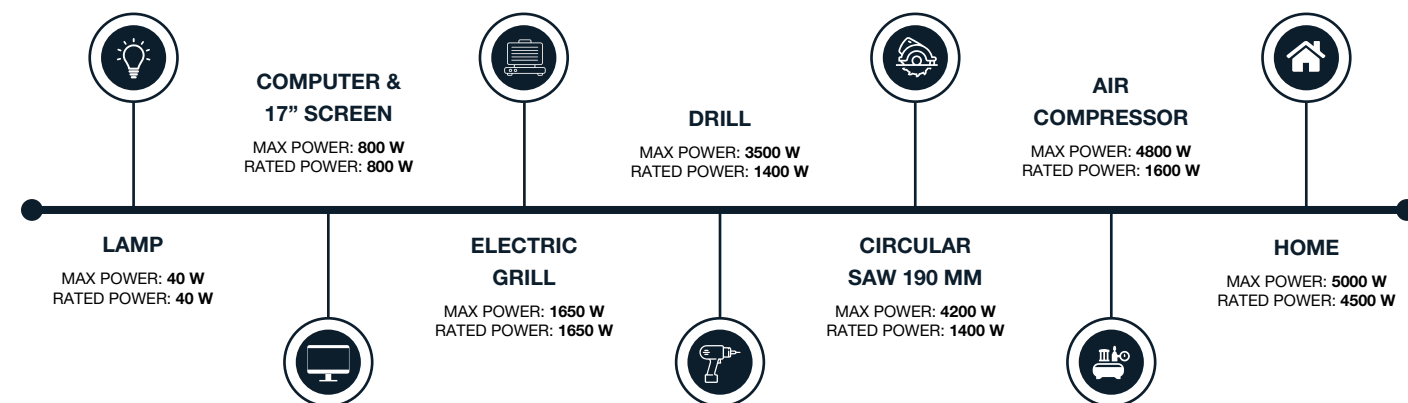 LAMP
MAX POWER: 40 W
RATED POWER: 40 W
COMPUTER &
17” SCREEN
MAX POWER: 800 W
RATED POWER: 800 W
ELECTRIC
GRILL
MAX POWER: 1650 W
RATED POWER: 1650 W
DRILL
MAX POWER: 3500 W
RATED POWER: 1400 W
CIRCULAR
SAW 190 MM
MAX POWER: 4200 W
RATED POWER: 1400 W
AIR
COMPRESSOR
MAX POWER: 4800 W
RATED POWER: 1600 W
HOME
MAX POWER: 5000 W
RATED POWER: 4500 W